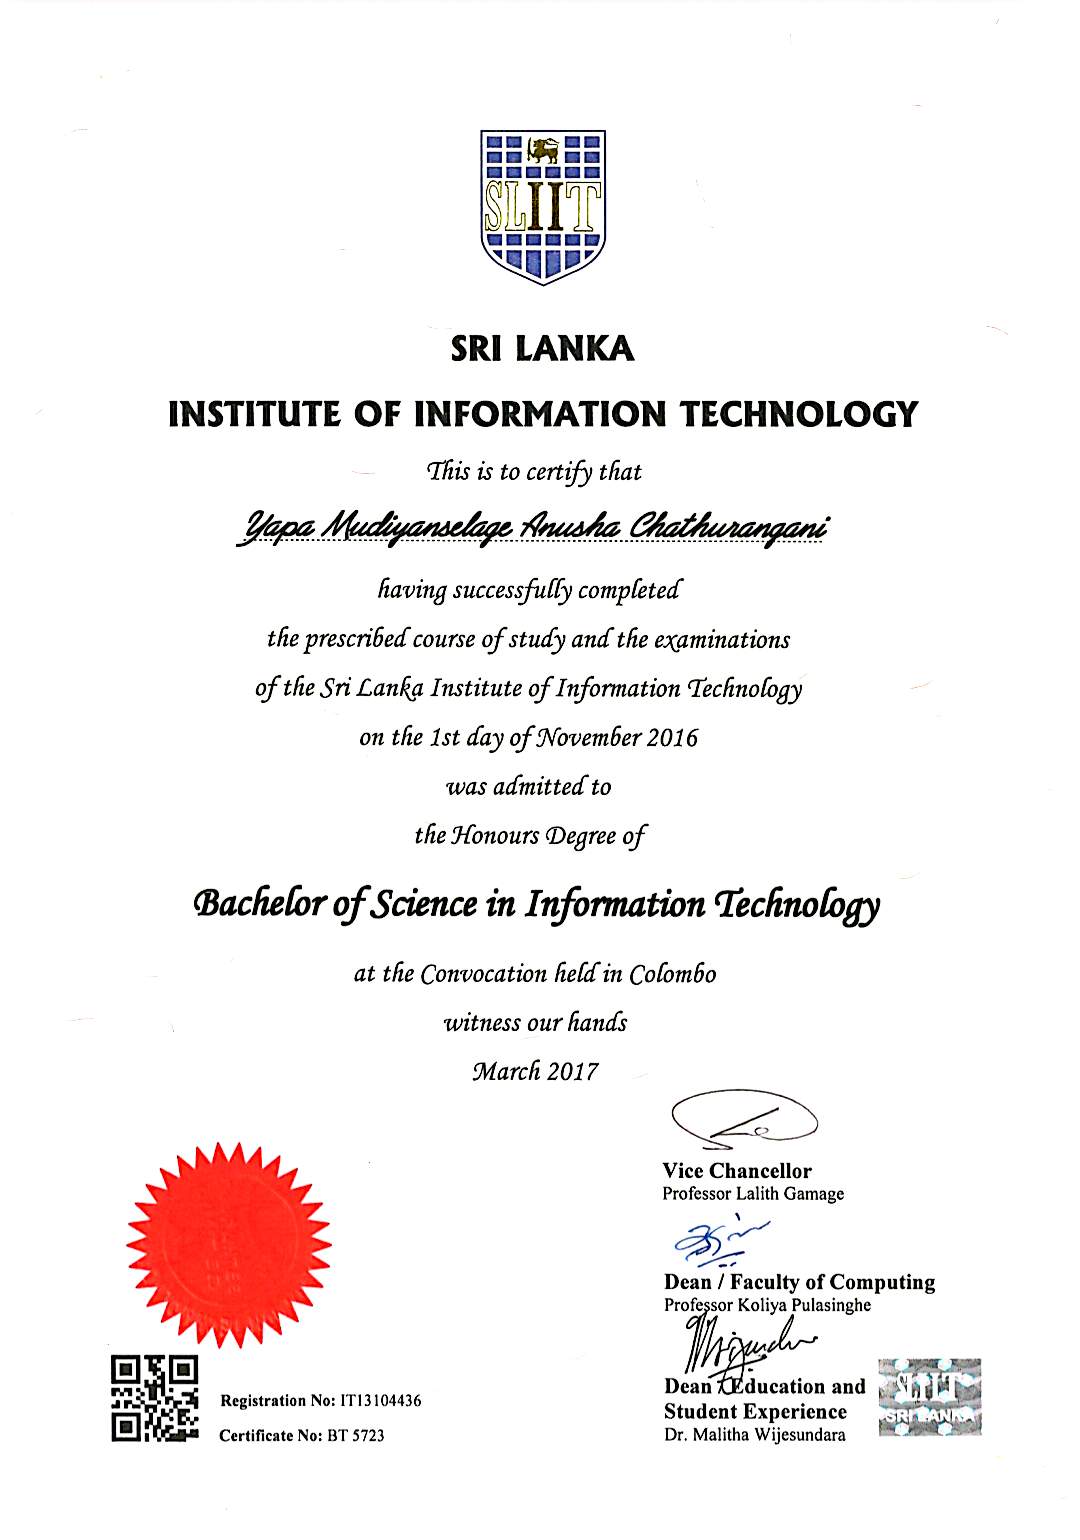 SLIIT
SRI LANKA
INSTITUTE OF INFORMATION TECHNOLOGY
This is to certify that
Yapa Mudiyanselage Anusha Chathurangani
having successfully completed
the prescribed course of study and the examinations
of the Sri Lanka Institute of Information Technology
on the 1st day of November 2016
was admitted to
the Honours Degree of
Bachelor of Science in Information Technology
at the Convocation held in Colombo
witness our hands
March 2017
Vice Chancellor
Professor Lalith Gamage
Dean / Faculty of Computing
Professor Koliya Pulasinghe
Dean / Education and
Student Experience
Dr. Malitha Wijesundara
Registration No: IT13104436
Certificate No: BT 5723
SLIIT
SRI LANKA